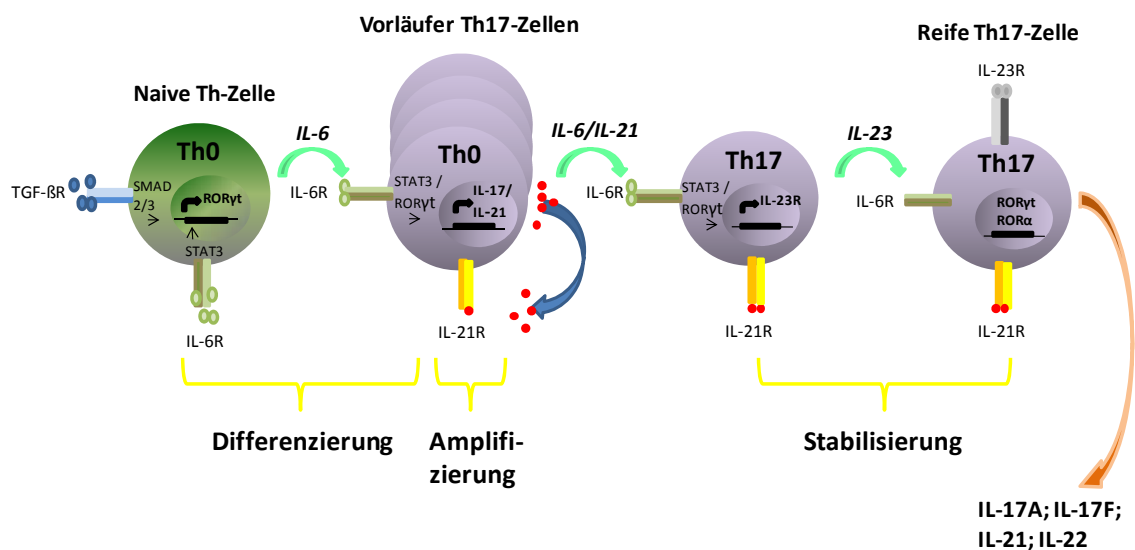 Vorläufer Th17-Zellen
Reife Th17-Zelle
IL-23R
Naive Th-Zelle
IL-6
IL-6/IL-21
IL-23
Th0
Th0
Th17
Th17
TGF-ßR
SMAD
2/3
RORγt
STAT3
IL-6R
IL-6R
STAT3 /
RORγt
IL-17/
IL-21
IL-21R
IL-6R
STAT3 /
RORγt
IL-23R
IL-21R
IL-6R
RORγt
RORα
IL-21R
Differenzierung
Amplifi-
zierung
Stabilisierung
IL-17A; IL-17F;
IL-21; IL-22